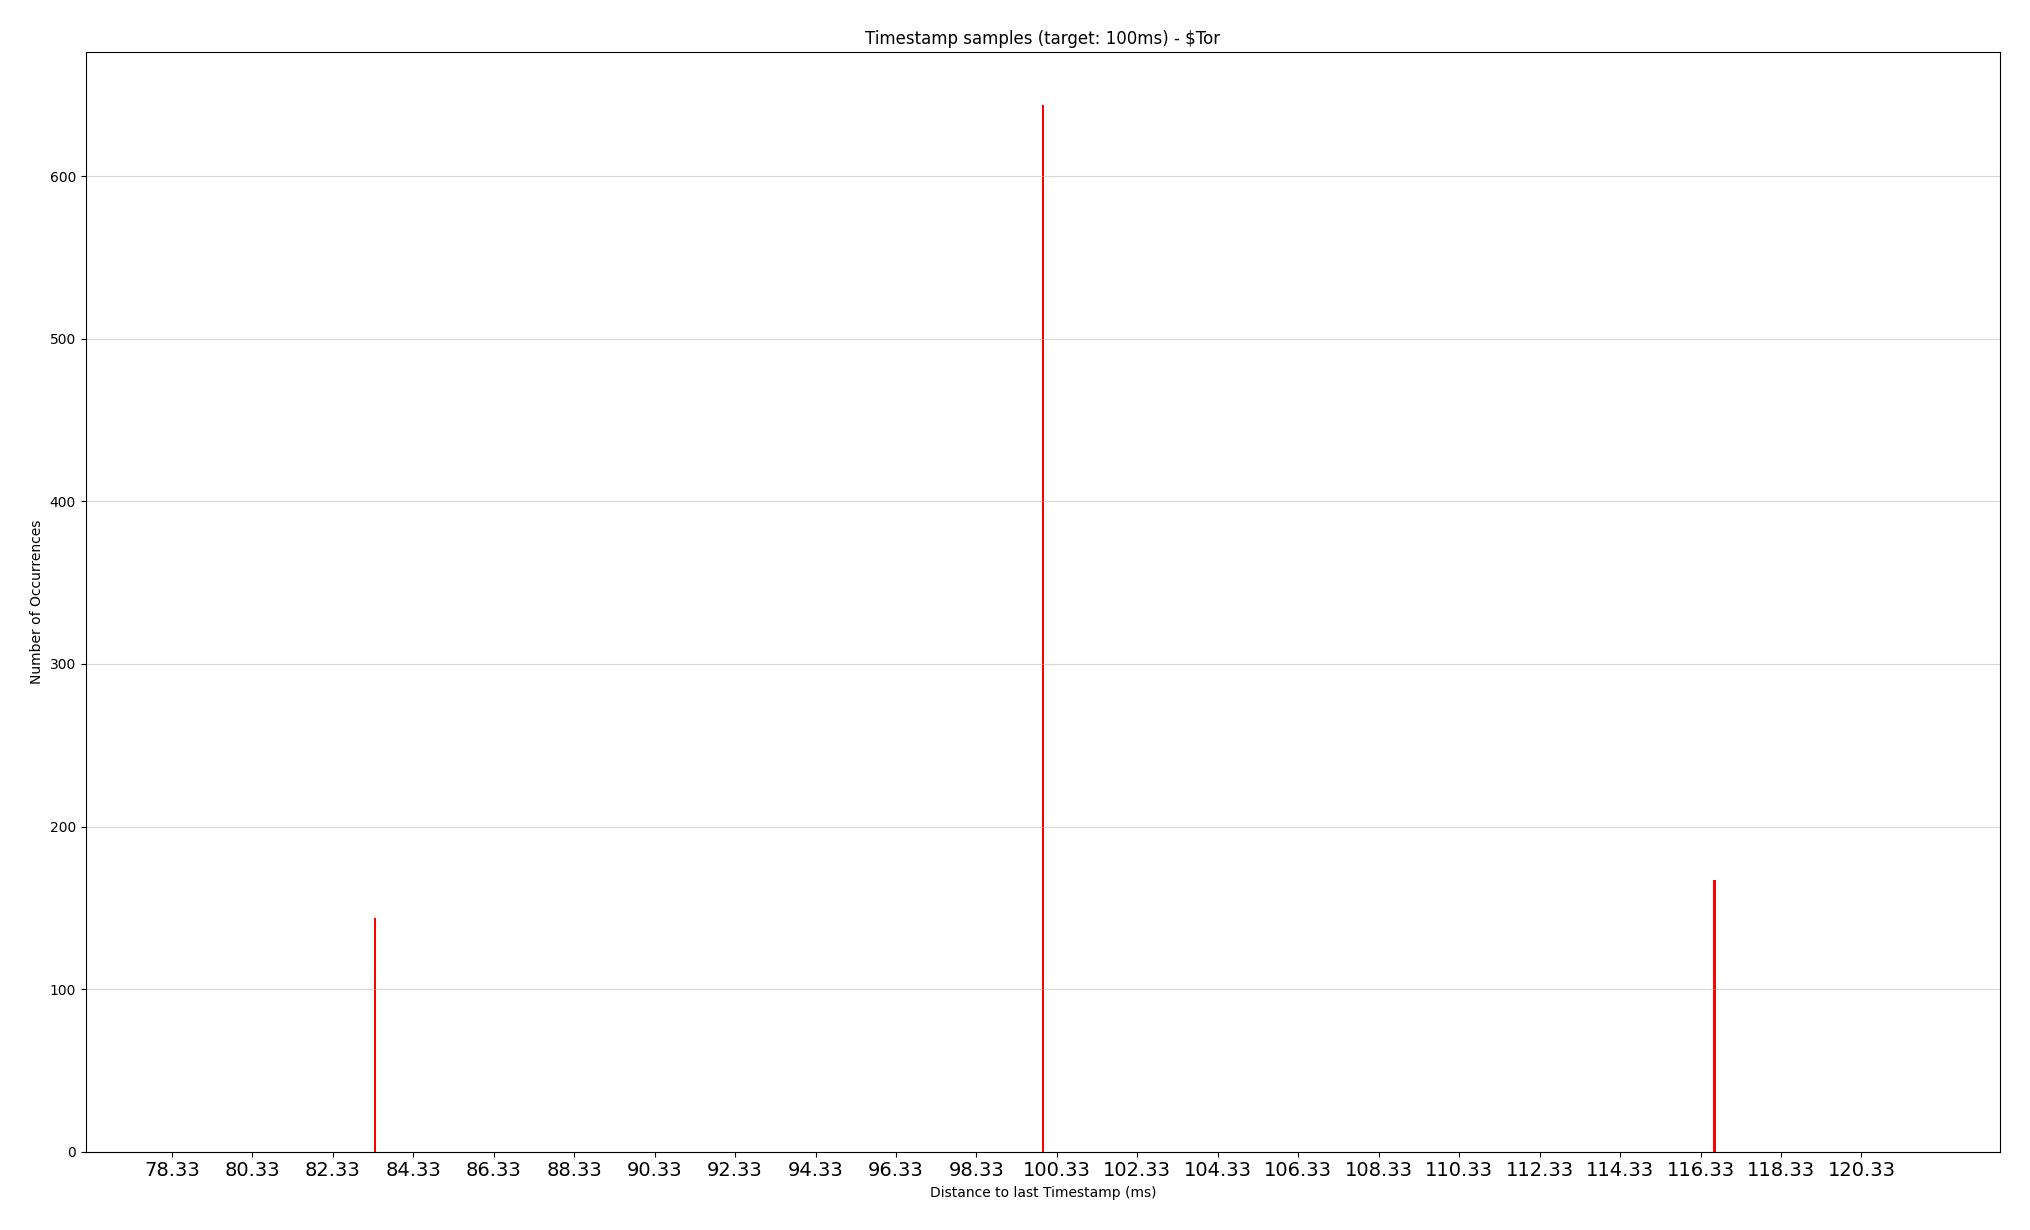 Timestamp samples (target: 100ms) - $Tor
Number of Occurrences
600
500
400
300
200
100
0
78.33 80.33 82.33 84.33 86.33 88.33 90.33 92.33 94.33 96.33 98.33 100.33 102.33 104.33 106.33 108.33 110.33 112.33 114.33 116.33 118.33 120.33
Distance to last Timestamp (ms)